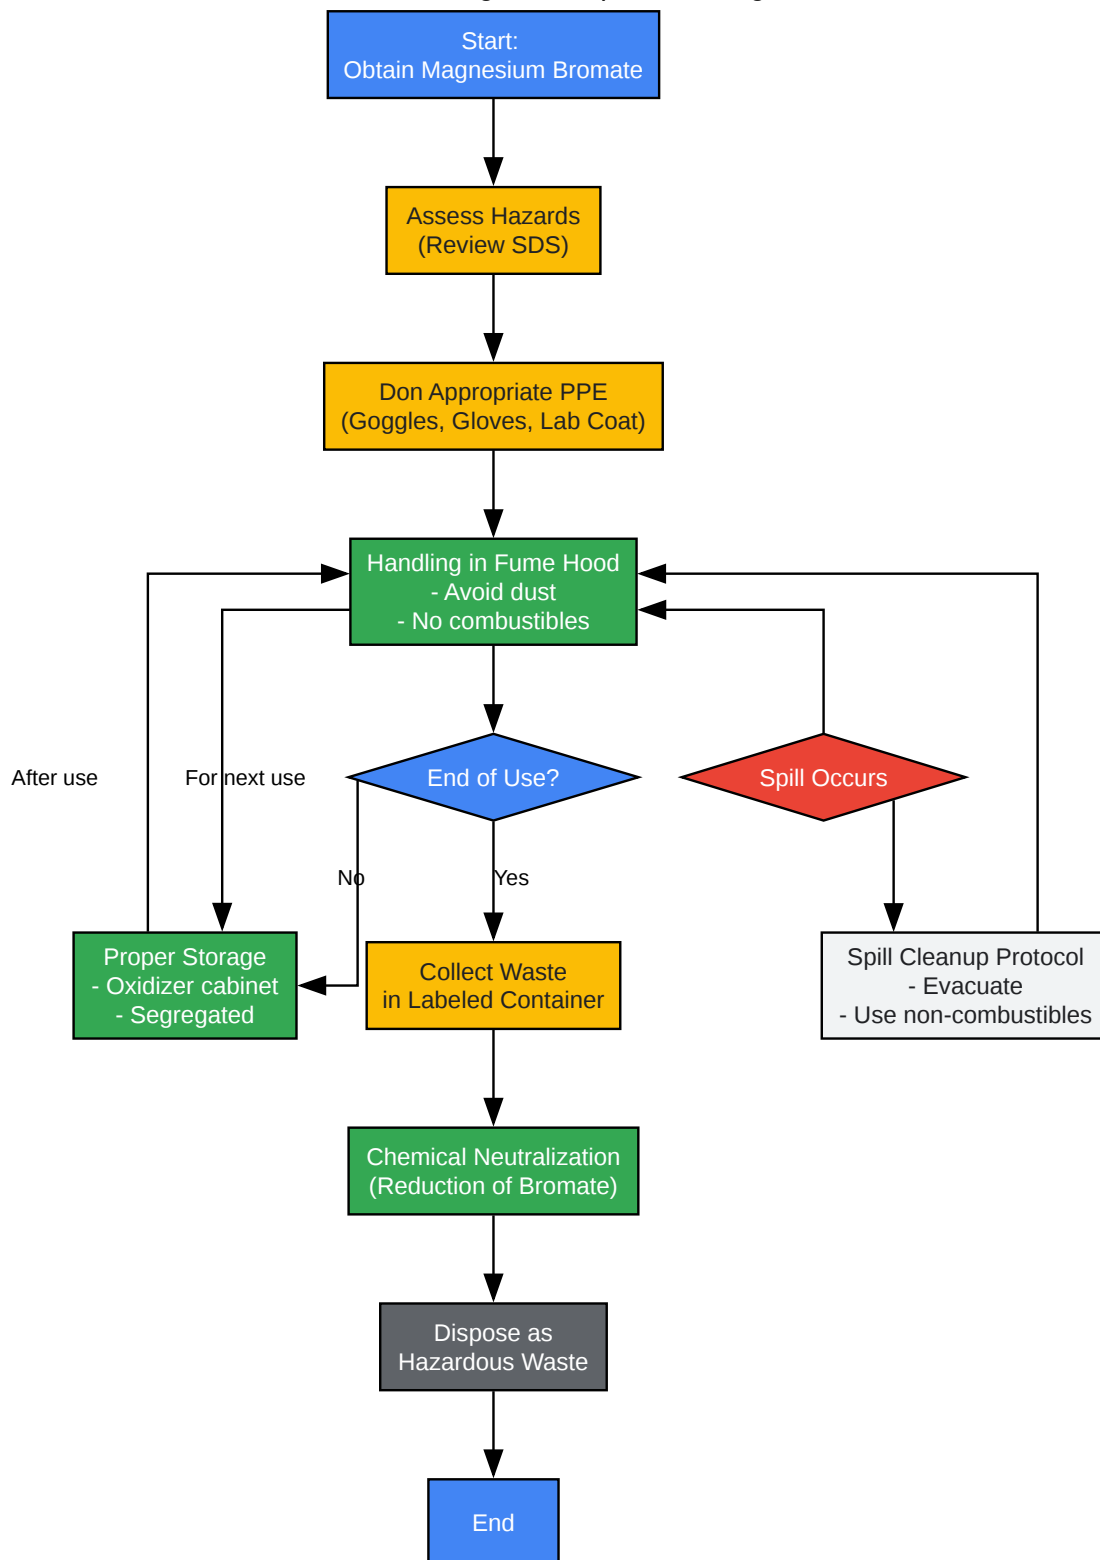 Start:
Obtain Magnesium Bromate
Assess Hazards
(Review SDS)
Don Appropriate PPE
(Goggles, Gloves, Lab Coat)
Handling in Fume Hood
- Avoid dust
- No combustibles
After use
For next use
End of Use?
Spill Occurs
No
Yes
Proper Storage
- Oxidizer cabinet
- Segregated
Collect Waste
in Labeled Container
Spill Cleanup Protocol
- Evacuate
- Use non-combustibles
Chemical Neutralization
(Reduction of Bromate)
Dispose as
Hazardous Waste
End